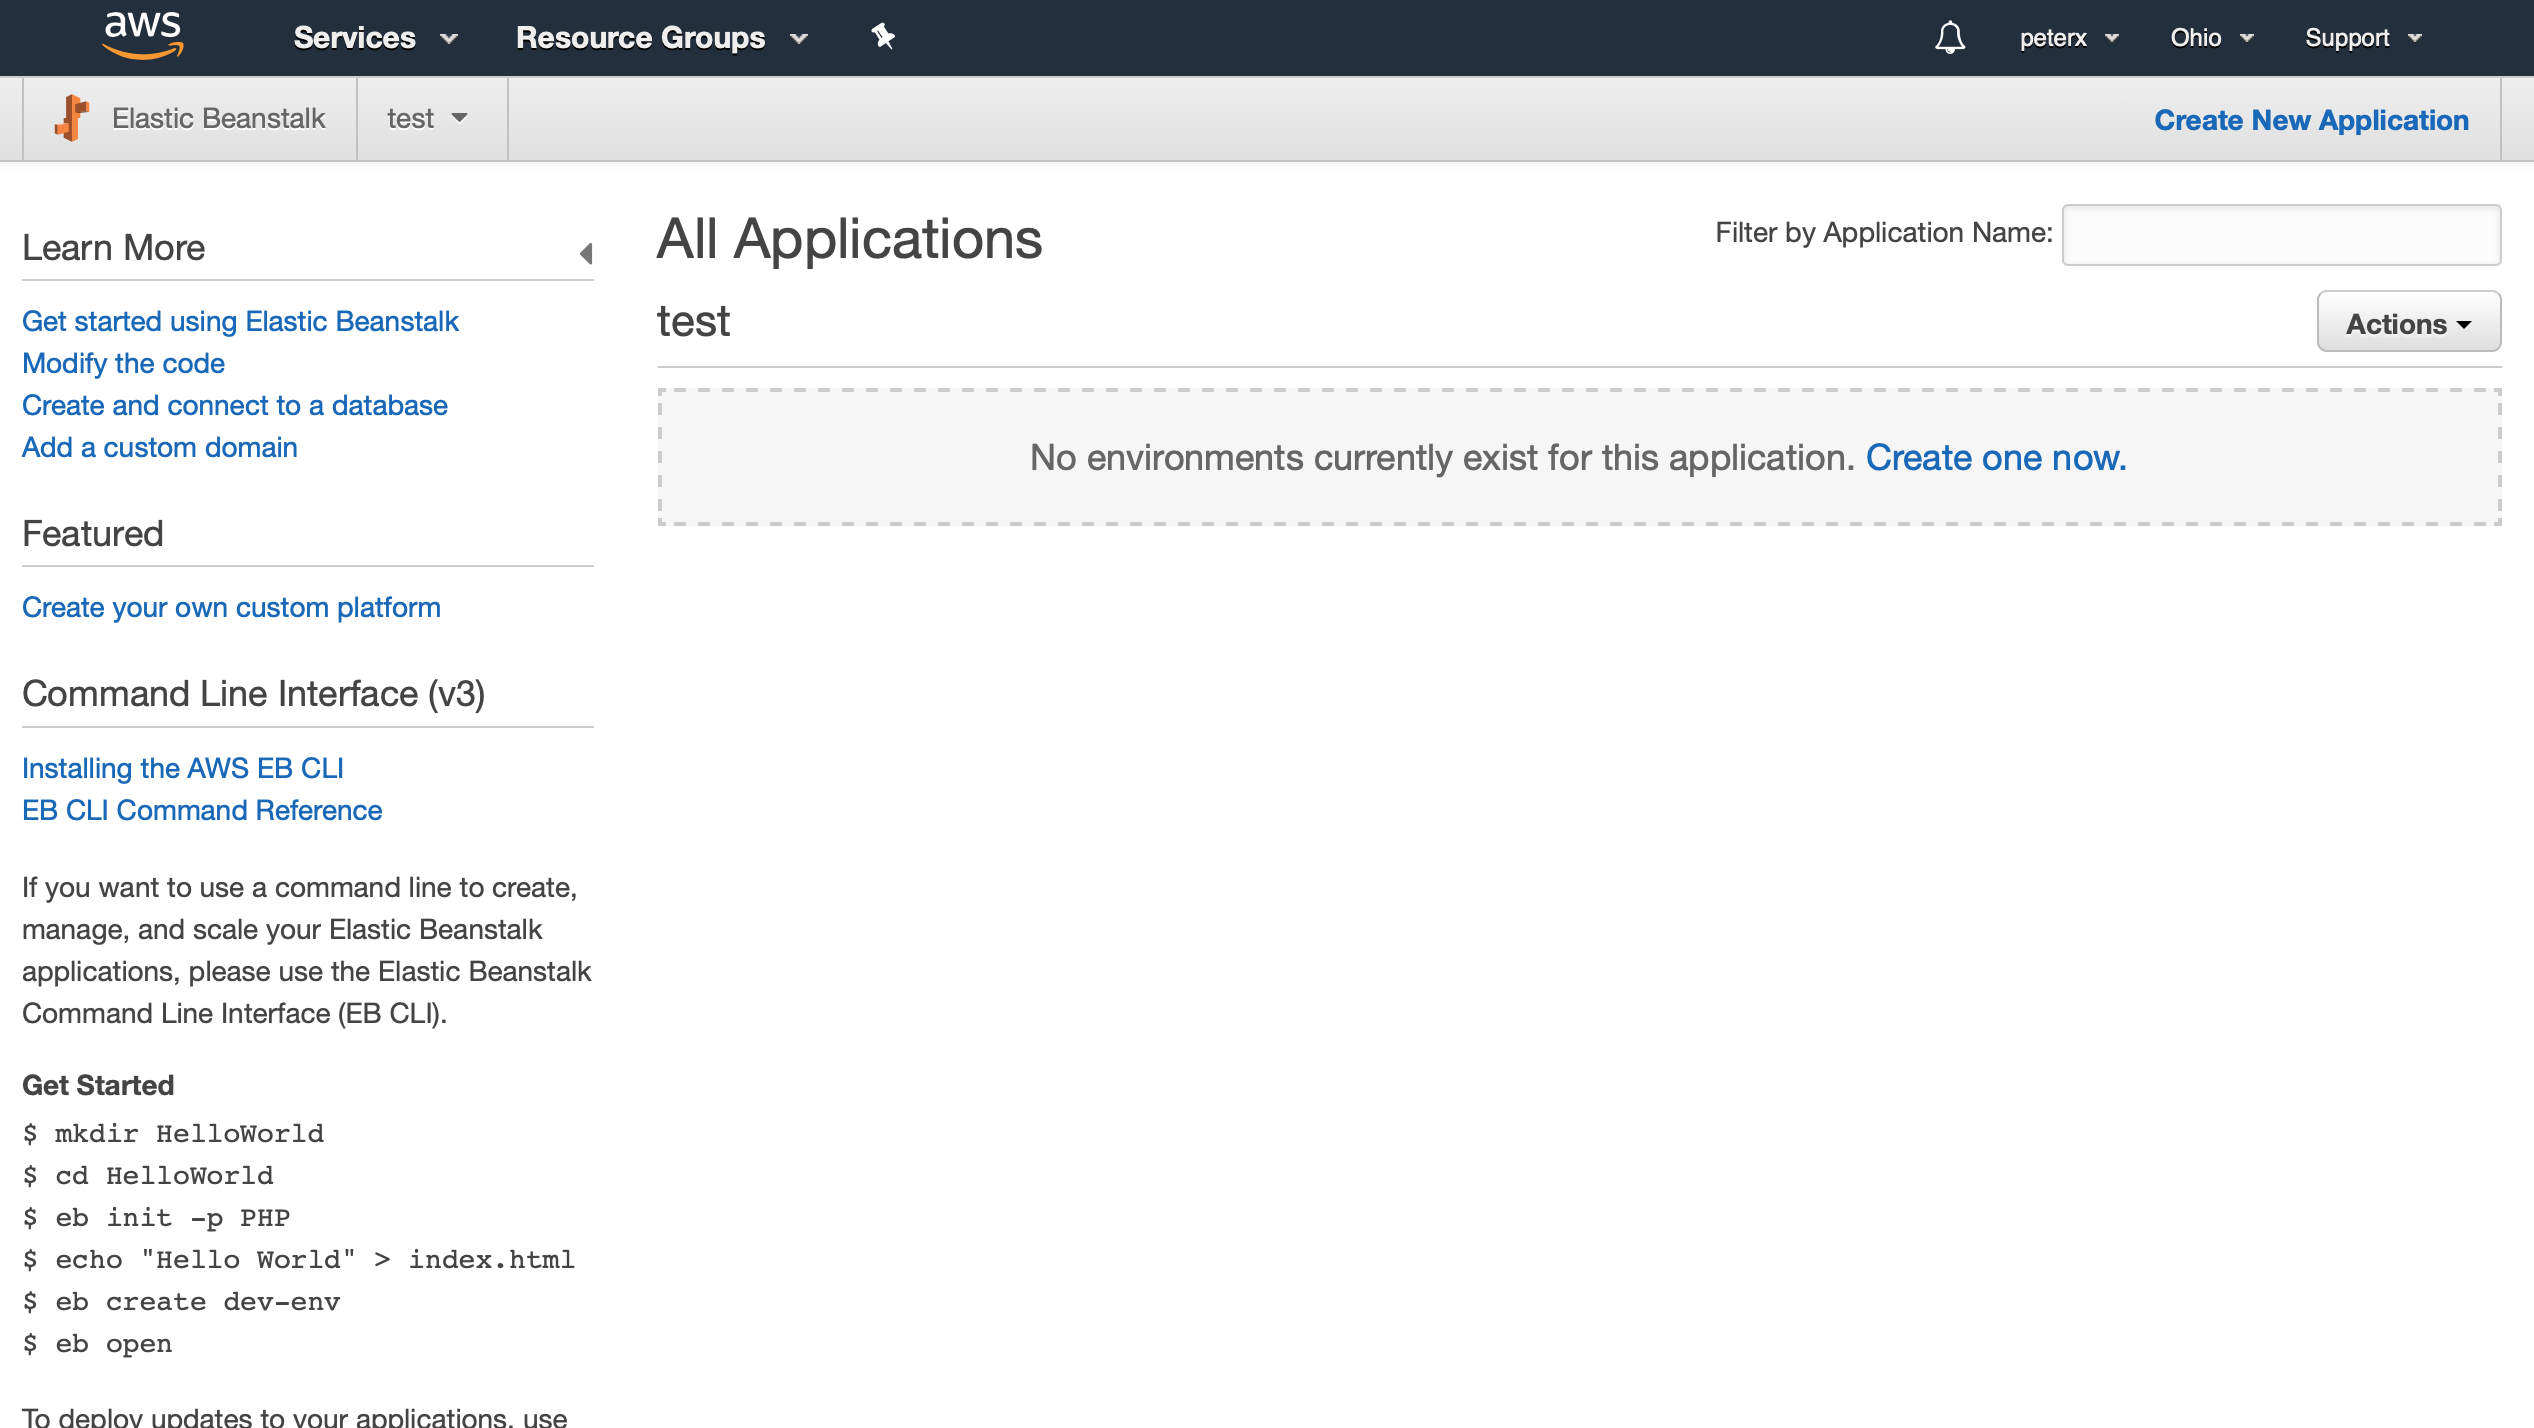 aws
Services
Resource Groups
peterx
Ohio
Support
Elastic Beanstalk
test
Create New Application
Learn More
Get started using Elastic Beanstalk
Modify the code
Create and connect to a database
Add a custom domain
Featured
Create your own custom platform
Command Line Interface (v3)
Installing the AWS EB CLI
EB CLI Command Reference
If you want to use a command line to create,
manage, and scale your Elastic Beanstalk
applications, please use the Elastic Beanstalk
Command Line Interface (EB CLI).
Get Started
$ mkdir HelloWorld
$ cd HelloWorld
$ eb init -p PHP
$ echo "Hello World" > index.html
$ eb create dev-env
$ eb open
To deploy updates to your applications, use
All Applications
Filter by Application Name:
test
Actions
No environments currently exist for this application. Create one now.